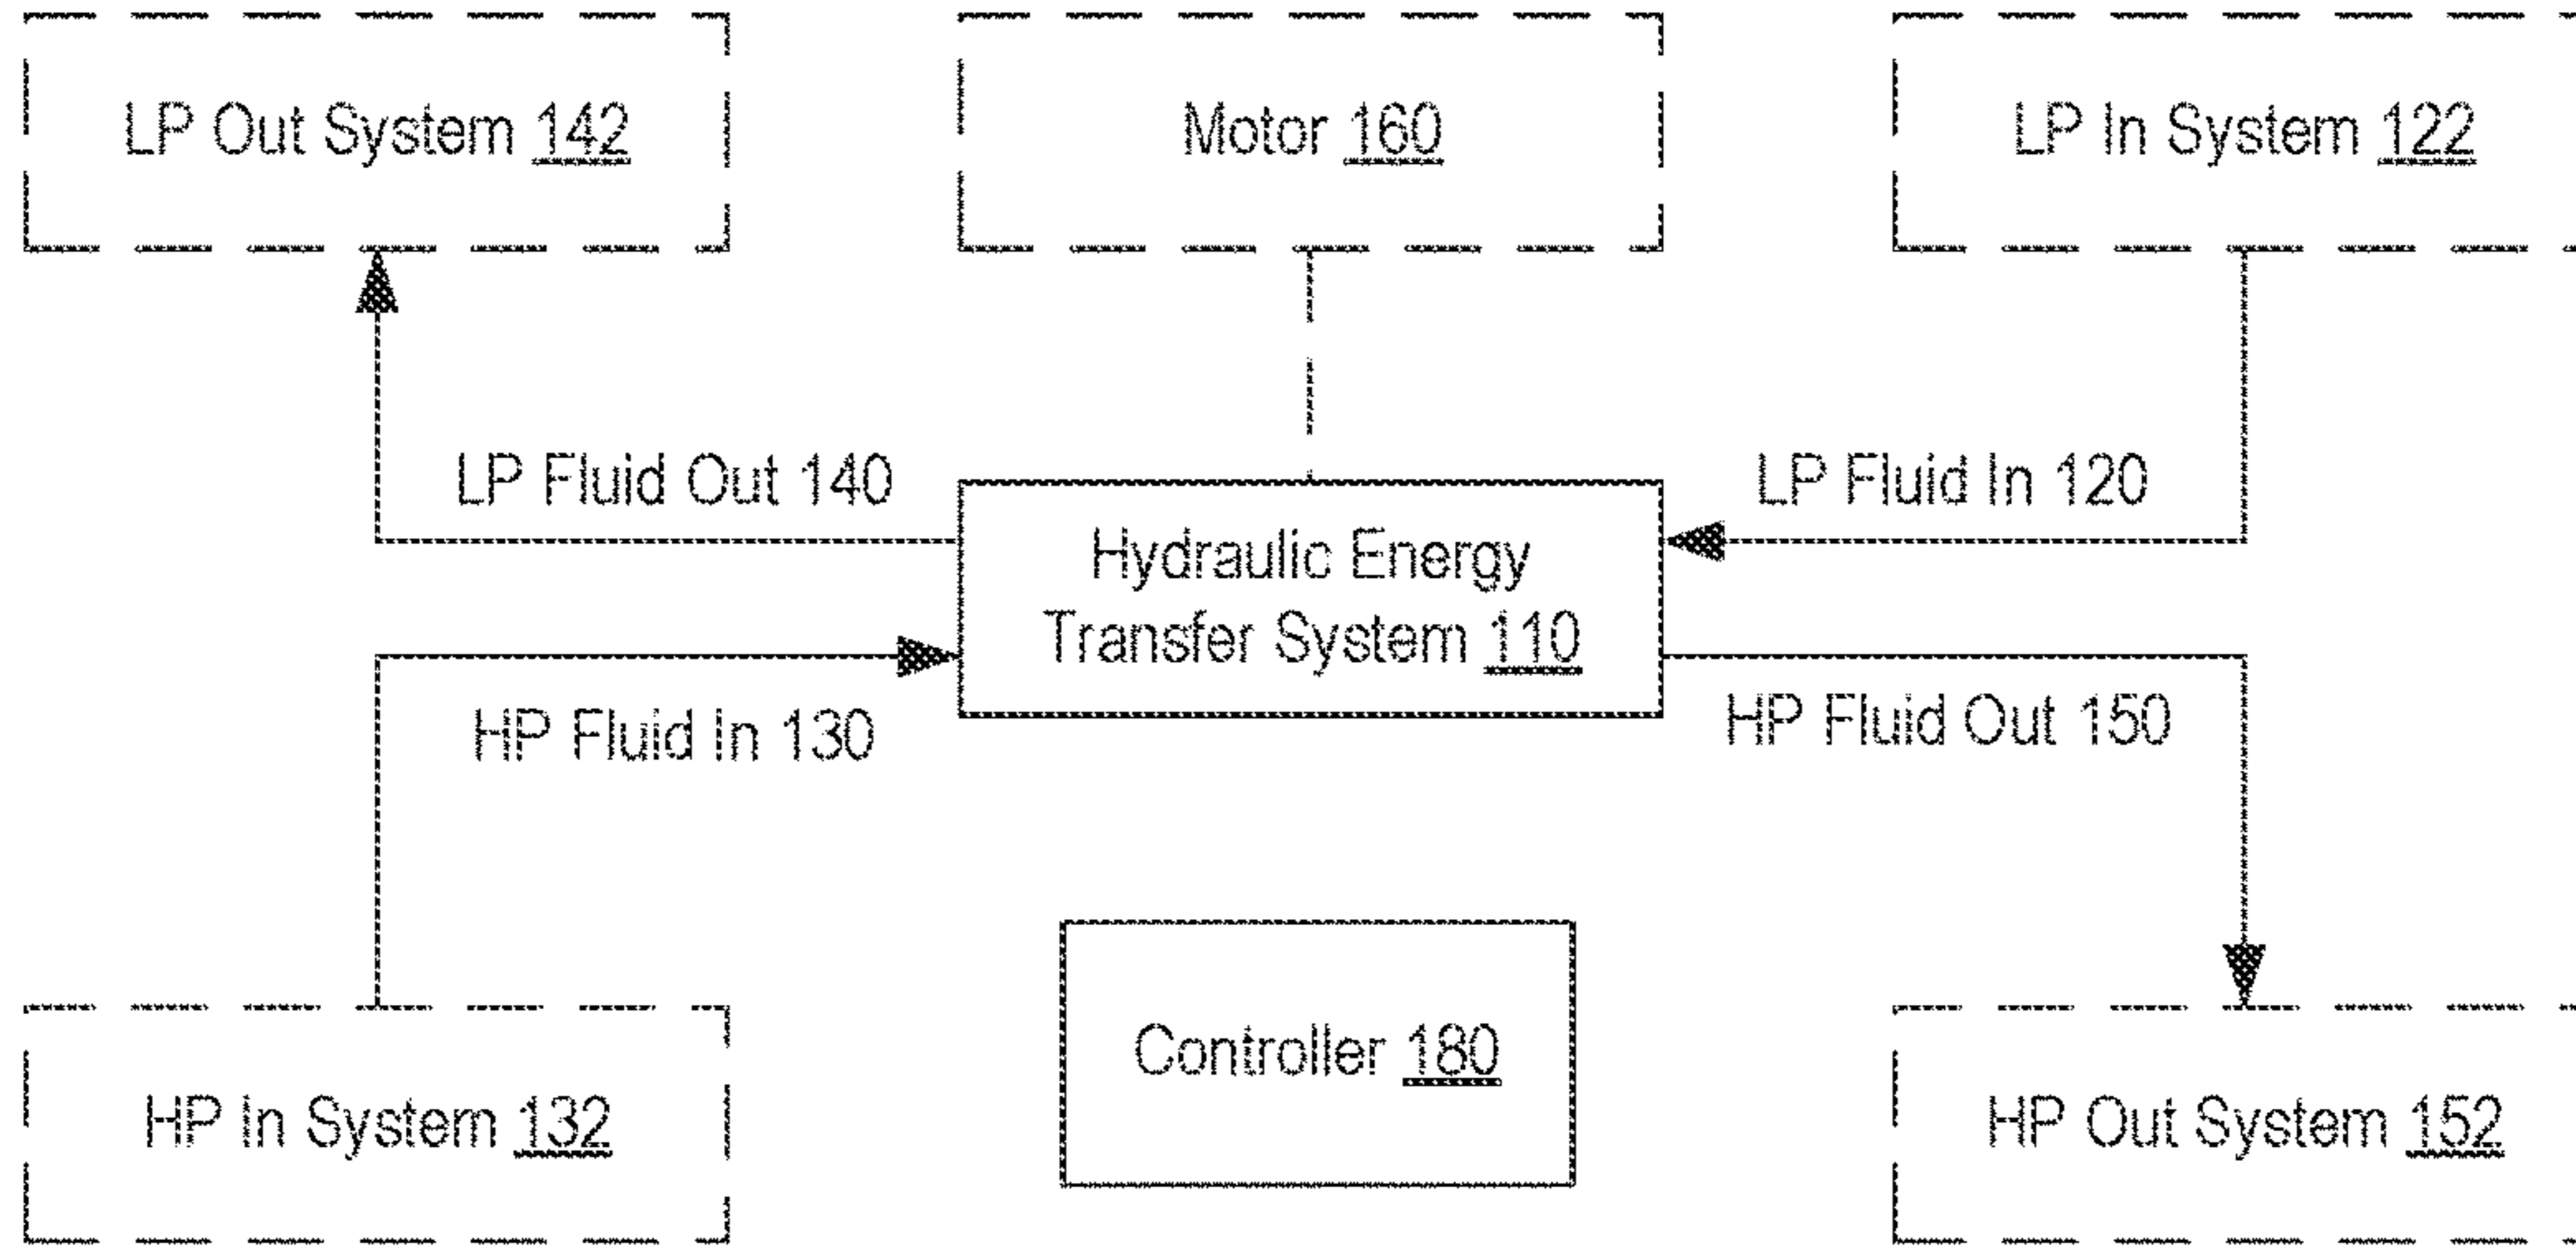 LP Out System 142
Motor 160
LP In System 122
LP Fluid Out 140
LP Fluid In 120
Hydraulic Energy
Transfer System 110
HP Fluid In 130
HP Fluid Out 150
Controller 180
HP In System 132
HP Out System 152